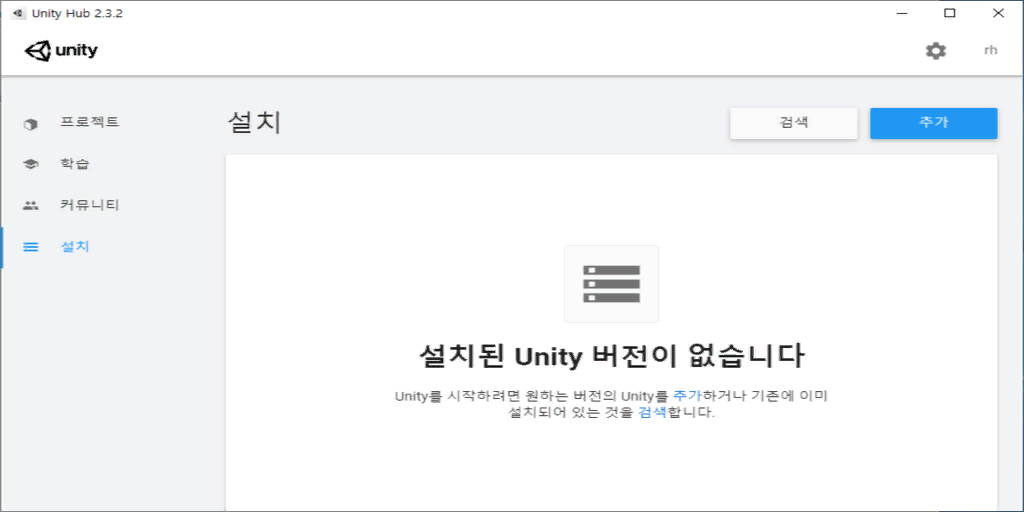 Unity Hub 2.3.2
unity
rh
프로젝트
학습
커뮤니티
설치
설치
검색
추가
설치된 Unity 버전이 없습니다
Unity를 시작하려면 원하는 버전의 Unity를 추가하거나 기존에 이미
설치되어 있는 것을 검색합니다.